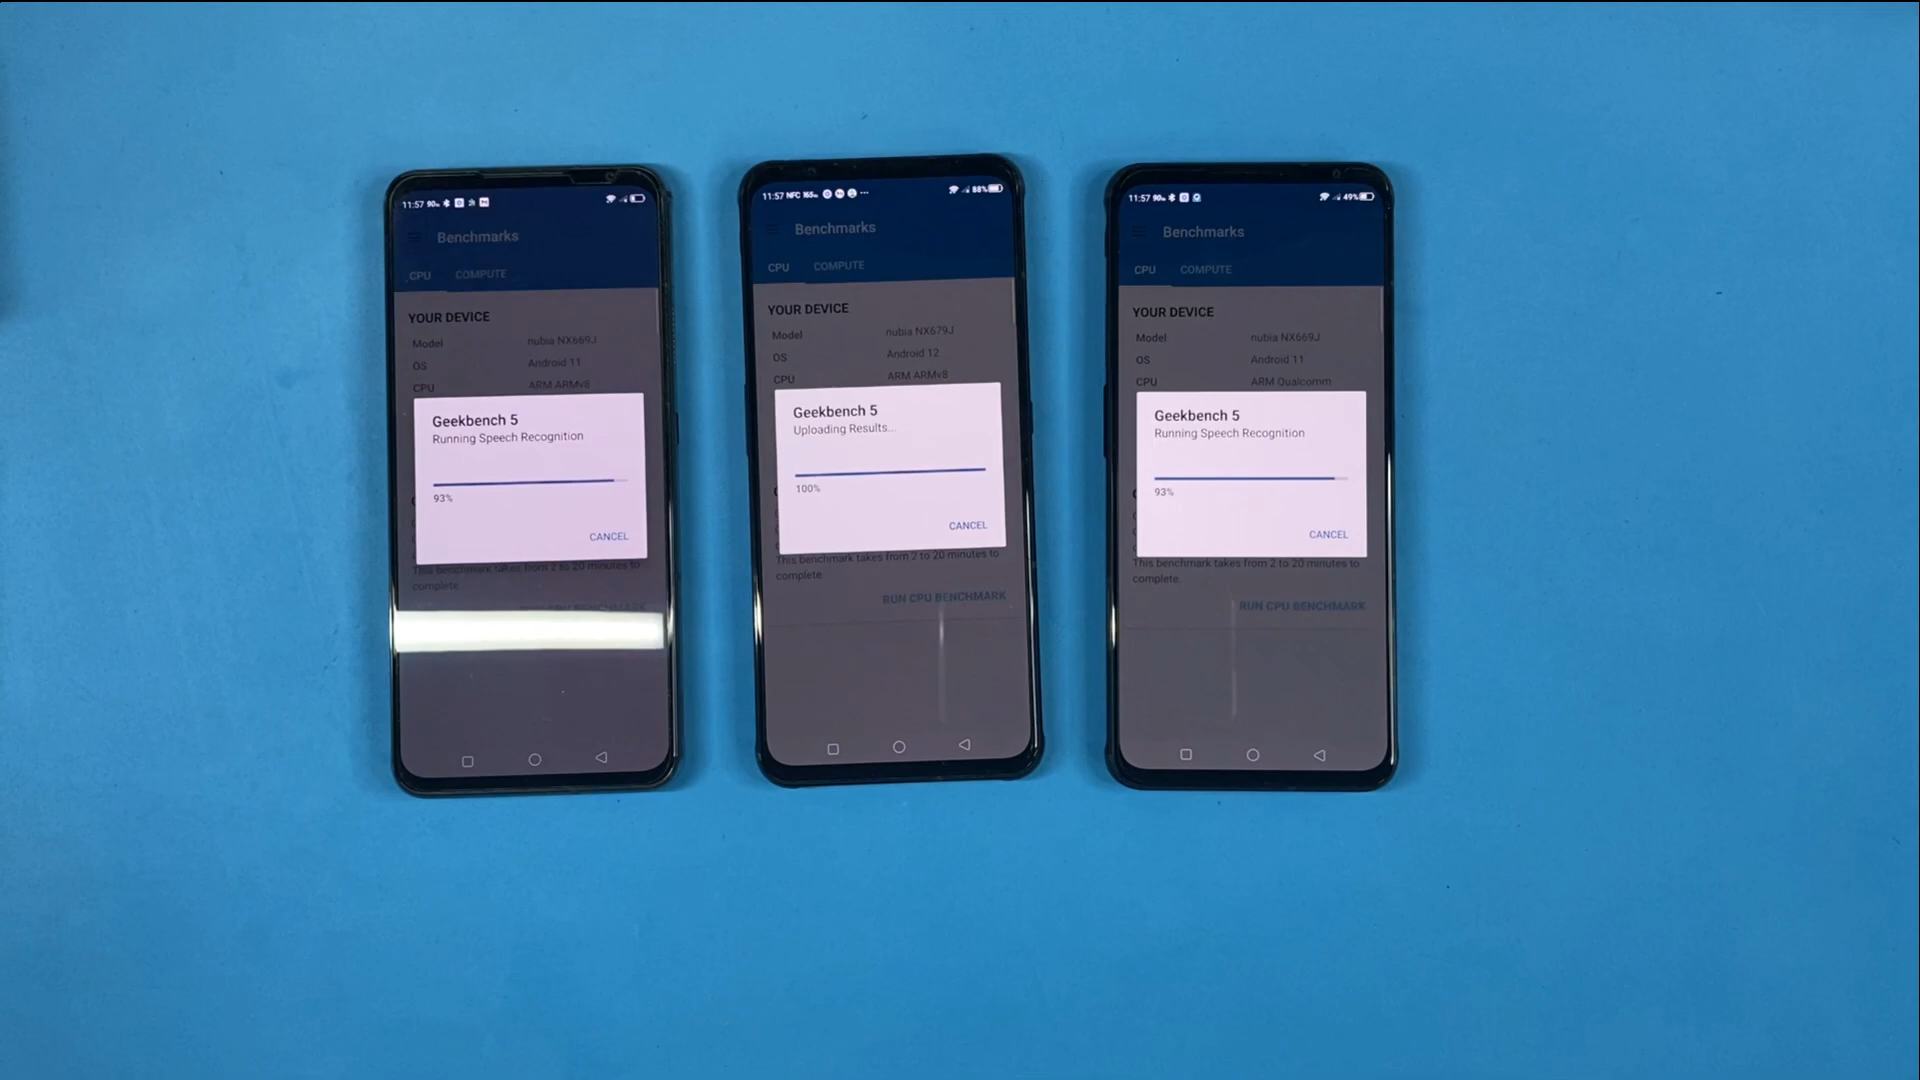 11:57
Benchmarks
CPU COMPUTE
YOUR DEVICE
Model nubia NX669J
OS Android 11
CPU ARM ARMv8
Geekbench 5
Running Speech Recognition
93%
CANCEL
This benchmark takes from 2 to 20 minutes to
complete.
RUN CPU BENCHMARK
11:57 NFC 88%
Benchmarks
CPU COMPUTE
YOUR DEVICE
Model nubia NX679J
OS Android 12
CPU ARM ARMv8
Geekbench 5
Uploading Results...
100%
CANCEL
This benchmark takes from 2 to 20 minutes to
complete.
RUN CPU BENCHMARK
11:57 49%
Benchmarks
CPU COMPUTE
YOUR DEVICE
Model nubia NX669J
OS Android 11
CPU ARM Qualcomm
Geekbench 5
Running Speech Recognition
93%
CANCEL
This benchmark takes from 2 to 20 minutes to
complete.
RUN CPU BENCHMARK